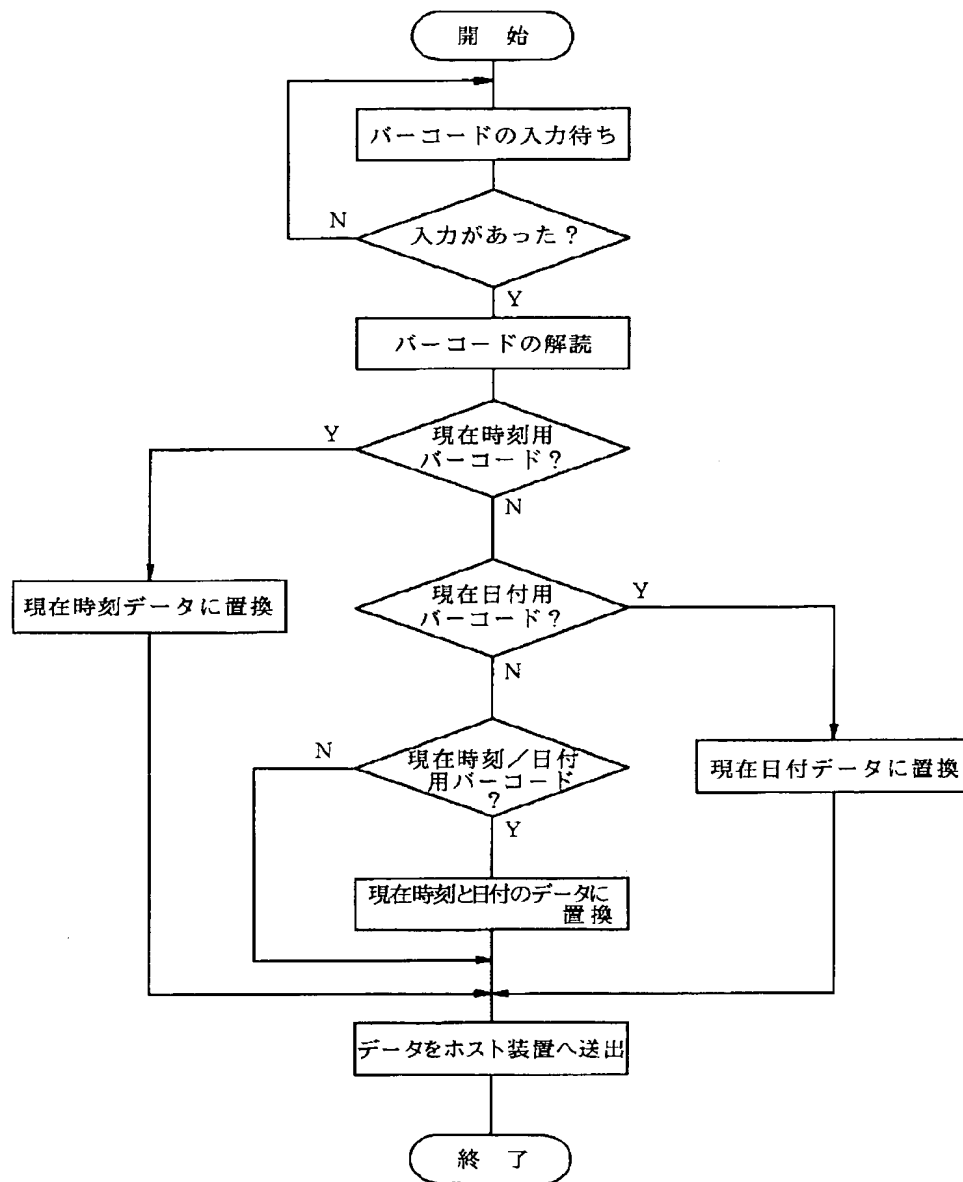 開始
バーコードの入力待ち
N
入力があった？
Y
バーコードの解読
Y
現在時刻用
バーコード？
N
現在時刻データに置換
現在日付用
バーコード？
Y
N
N
現在時刻／日付
用バーコード
？
Y
現在日付データに置換
現在時刻と日付のデータに
置換
データをホスト装置へ送出
終了